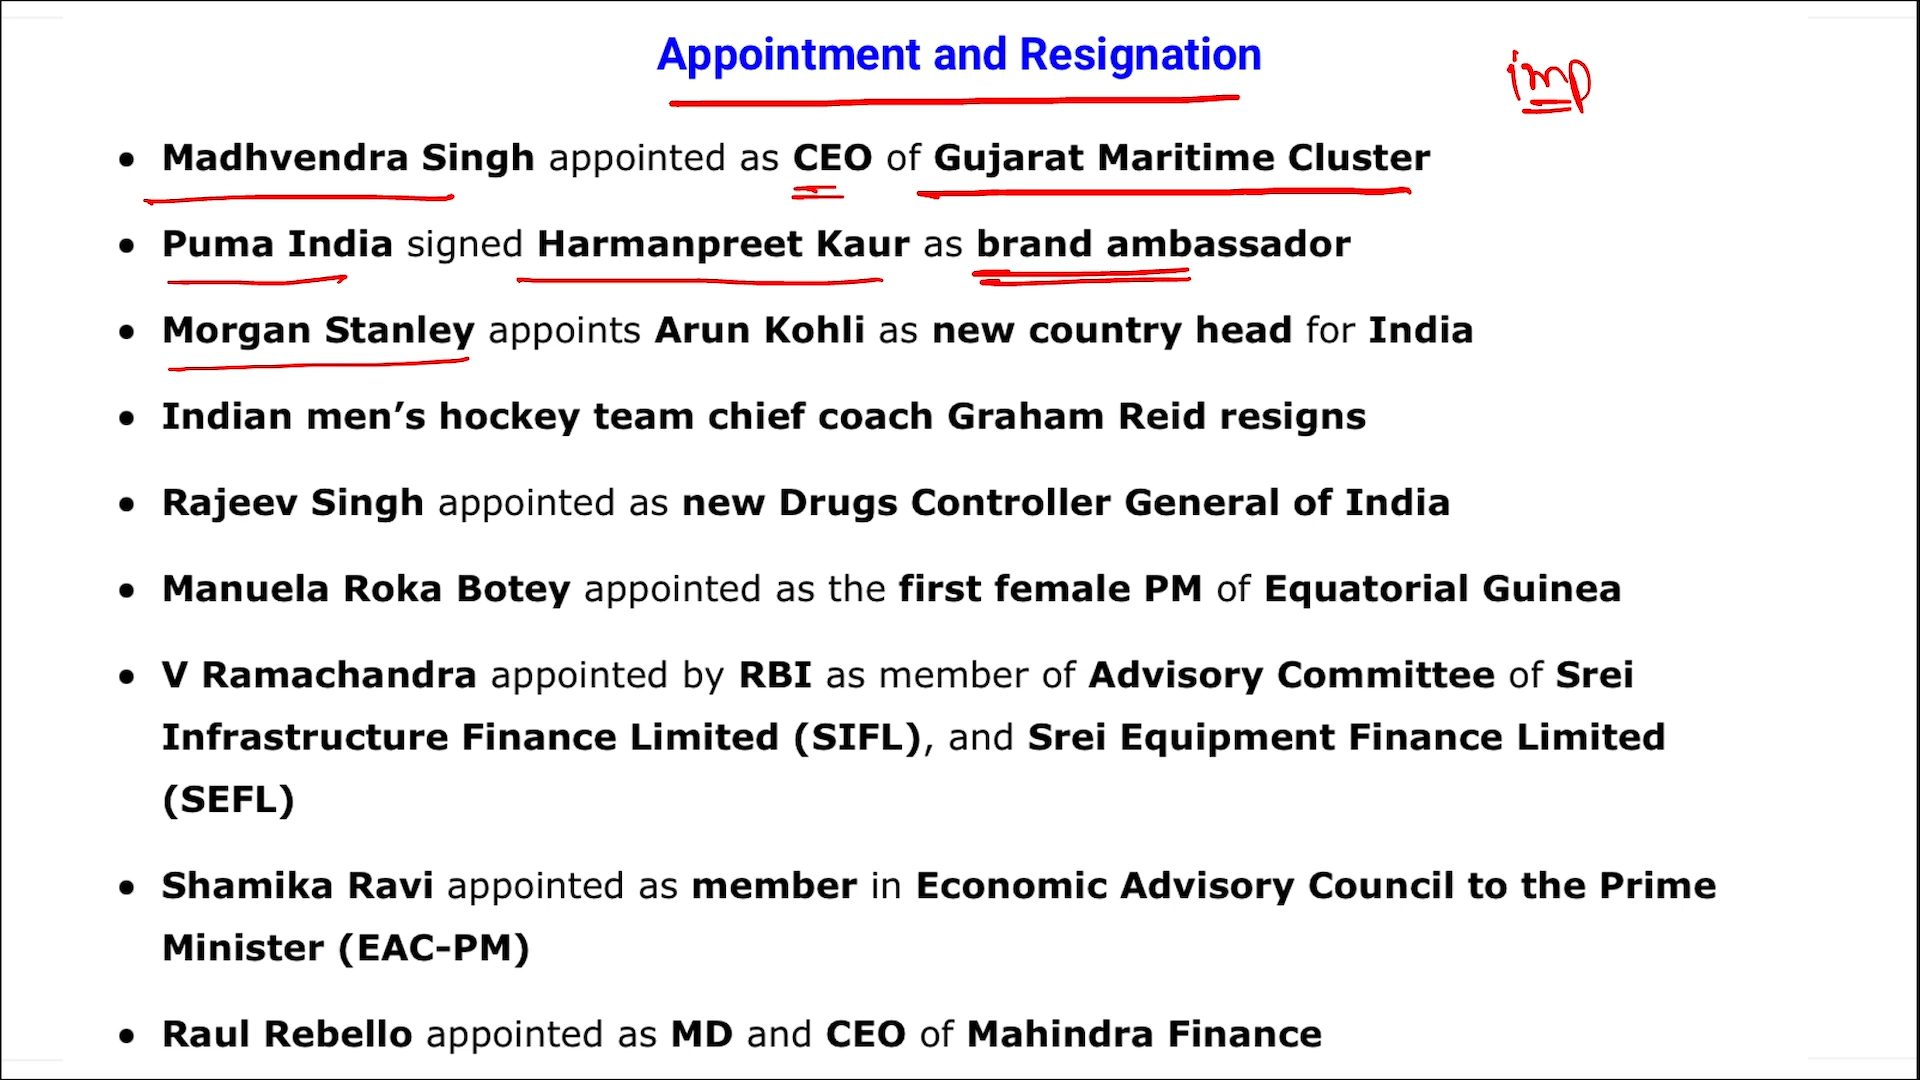 Appointment and Resignation
imp
• Madhvendra Singh appointed as CEO of Gujarat Maritime Cluster
• Puma India signed Harmanpreet Kaur as brand ambassador
• Morgan Stanley appoints Arun Kohli as new country head for India
• Indian men’s hockey team chief coach Graham Reid resigns
• Rajeev Singh appointed as new Drugs Controller General of India
• Manuela Roka Botey appointed as the first female PM of Equatorial Guinea
• V Ramachandra appointed by RBI as member of Advisory Committee of Srei
Infrastructure Finance Limited (SIFL), and Srei Equipment Finance Limited
(SEFL)
• Shamika Ravi appointed as member in Economic Advisory Council to the Prime
Minister (EAC-PM)
• Raul Rebello appointed as MD and CEO of Mahindra Finance